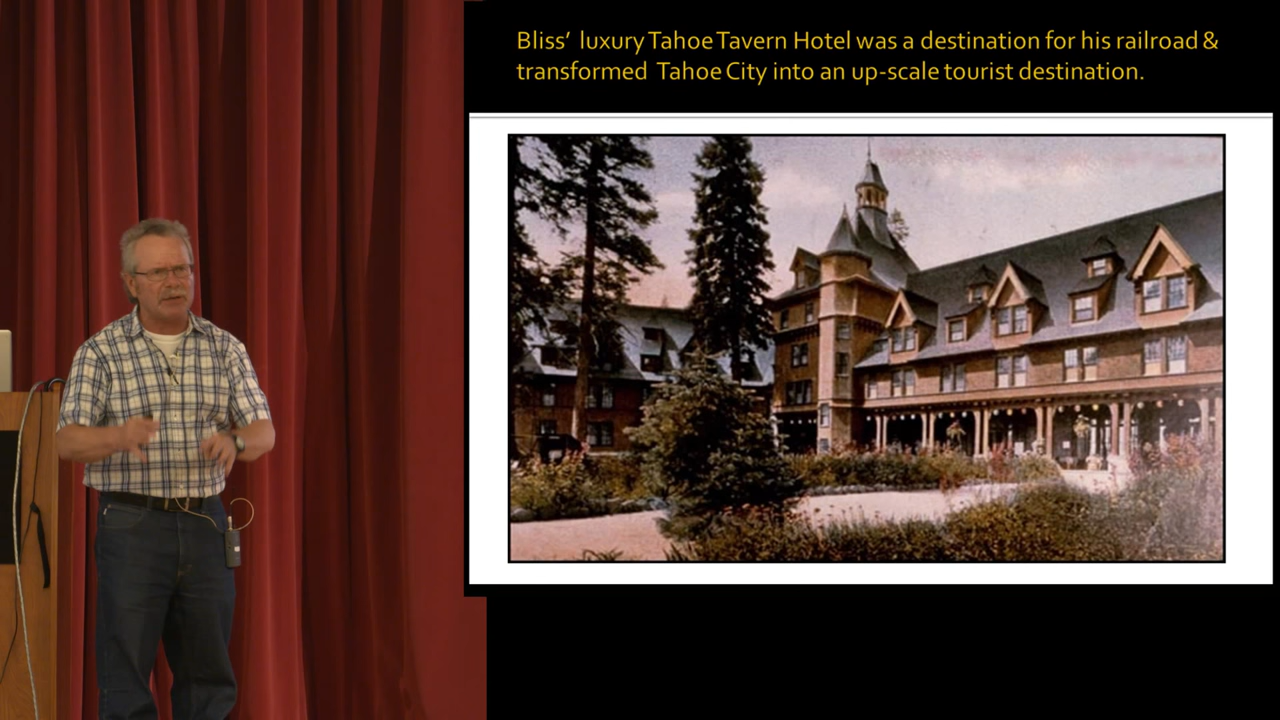 Bliss' luxury Tahoe Tavern Hotel was a destination for his railroad &
transformed Tahoe City into an up-scale tourist destination.